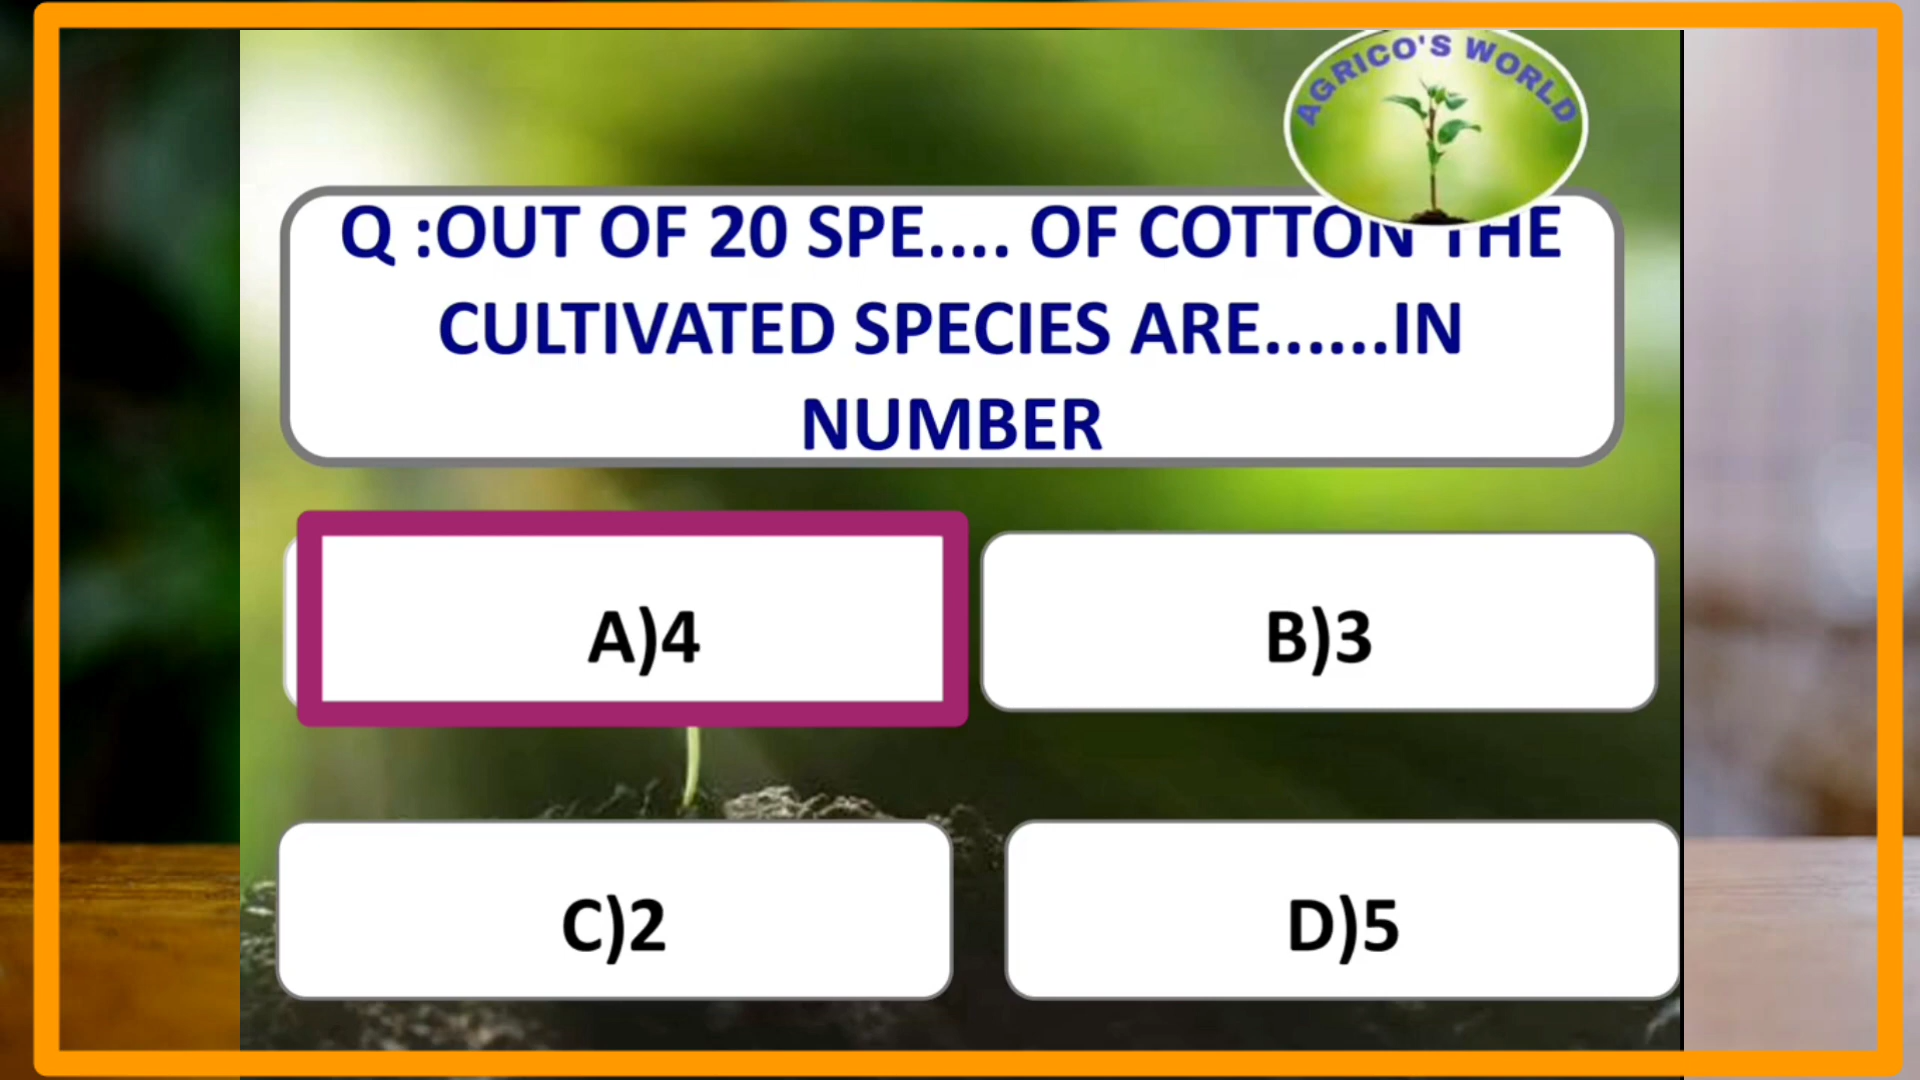 AGRICO'S WORLD
Q :OUT OF 20 SPE.... OF COTTON THE
CULTIVATED SPECIES ARE......IN
NUMBER
A)4
B)3
C)2
D)5